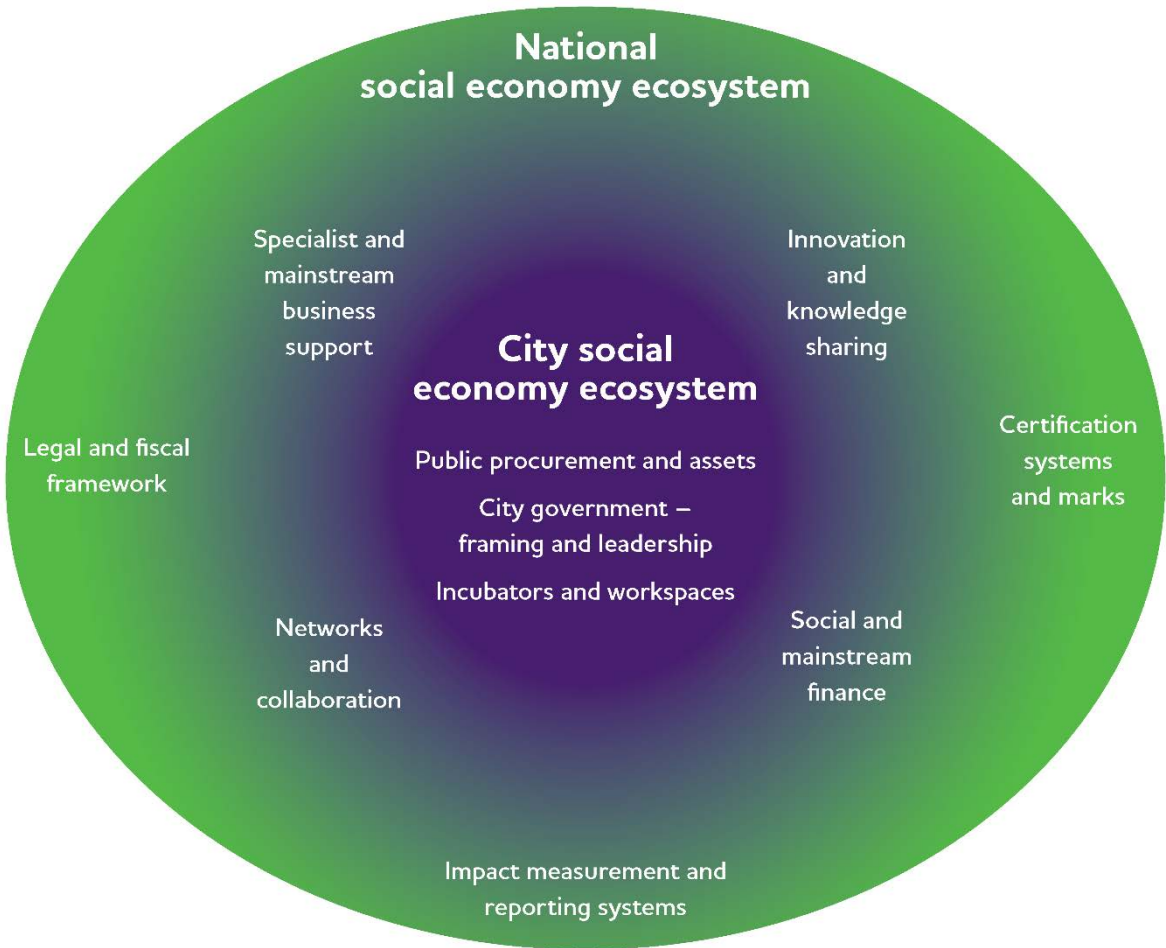 National
social economy ecosystem
Specialist and
mainstream
business
support
Innovation
and
knowledge
sharing
City social
economy ecosystem
Public procurement and assets
City government –
framing and leadership
Incubators and workspaces
Legal and fiscal
framework
Certification
systems
and marks
Networks
and
collaboration
Social and
mainstream
finance
Impact measurement and
reporting systems